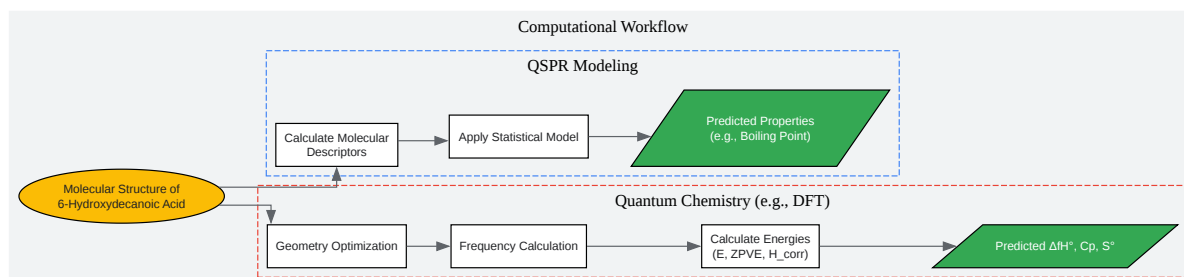 Computational Workflow
QSPR Modeling
Calculate Molecular
Descriptors
Apply Statistical Model
Predicted Properties
(e.g., Boiling Point)
Molecular Structure of
6-Hydroxydecanoic Acid
Quantum Chemistry (e.g., DFT)
Geometry Optimization
Frequency Calculation
Calculate Energies
(E, ZPVE, H_corr)
Predicted ΔfH°, Cp, S°